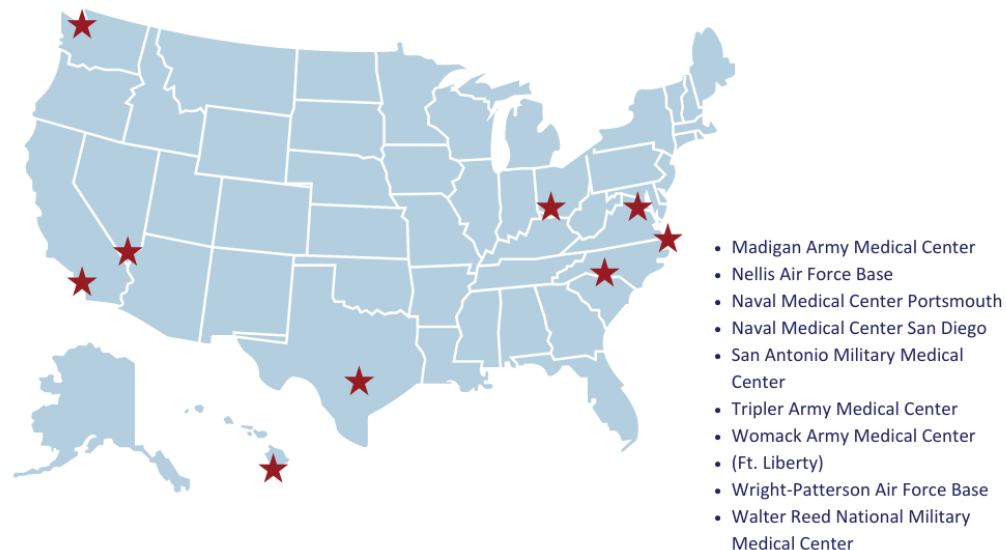 • Madigan Army Medical Center
• Nellis Air Force Base
• Naval Medical Center Portsmouth
• Naval Medical Center San Diego
• San Antonio Military Medical
Center
• Tripler Army Medical Center
• Womack Army Medical Center
• (Ft. Liberty)
• Wright-Patterson Air Force Base
• Walter Reed National Military
Medical Center